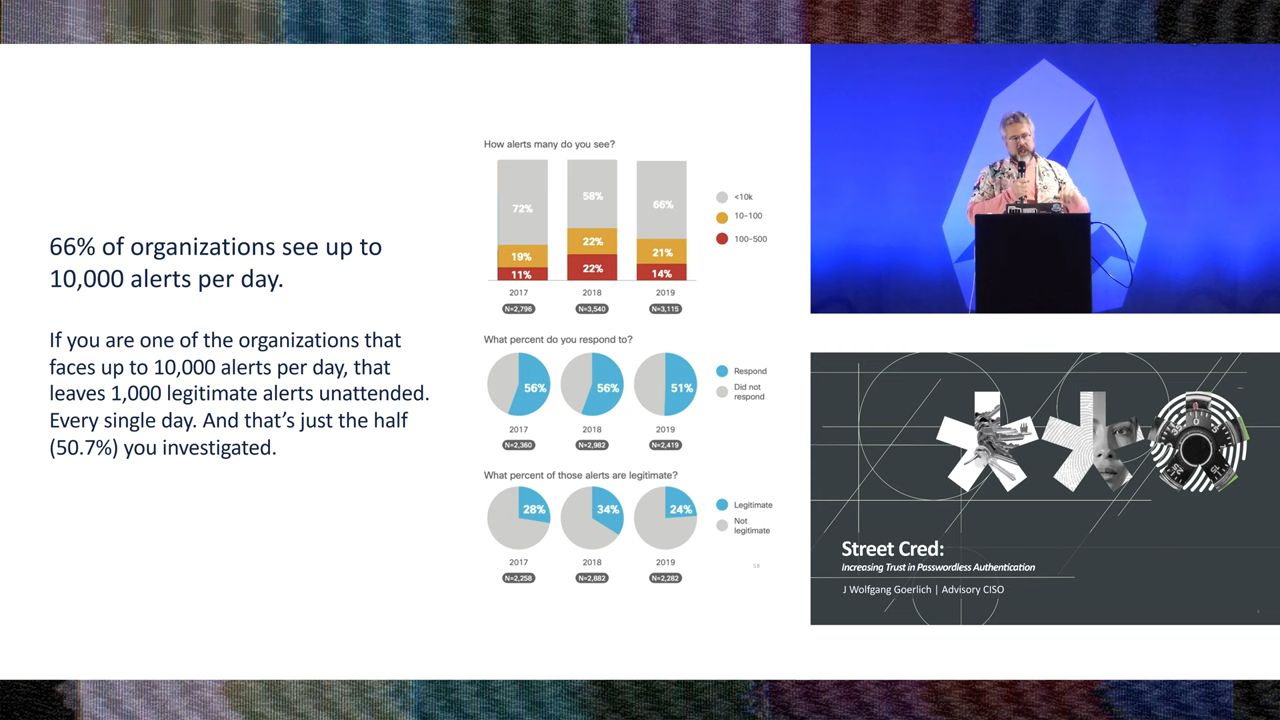 66% of organizations see up to
10,000 alerts per day.
If you are one of the organizations that
faces up to 10,000 alerts per day, that
leaves 1,000 legitimate alerts unattended.
Every single day. And that’s just the half
(50.7%) you investigated.
How alerts many do you see?
72%
19%
11%
58%
22%
22%
66%
21%
14%
2017
2018
2019
N=2,796
N=3,540
N=3,115
<10k
10–100
100–500
What percent do you respond to?
56%
56%
51%
2017
2018
2019
N=2,360
N=2,982
N=2,419
Respond
Did not
respond
What percent of those alerts are legitimate?
28%
34%
24%
2017
2018
2019
N=2,258
N=2,882
N=2,282
Legitimate
Not
legitimate
Street Cred:
Increasing Trust in Passwordless Authentication
J Wolfgang Goerlich | Advisory CISO